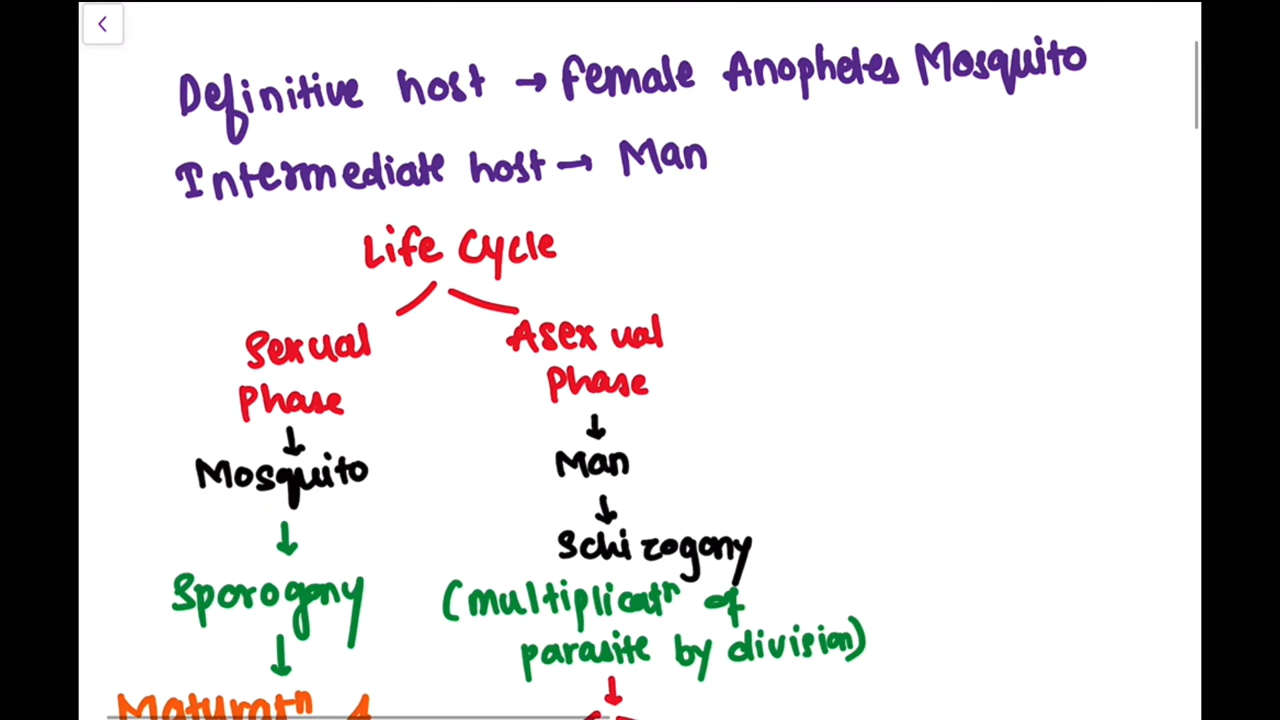 Definitive host → Female Anopheles Mosquito
Intermediate host → Man
Life Cycle
Sexual Phase
Asexual Phase
↓
Mosquito
↓
Man
↓
Sporogony
↓
Schizogony
(multiplicatⁿ of
parasite by division)
↓
Maturatⁿ
↓